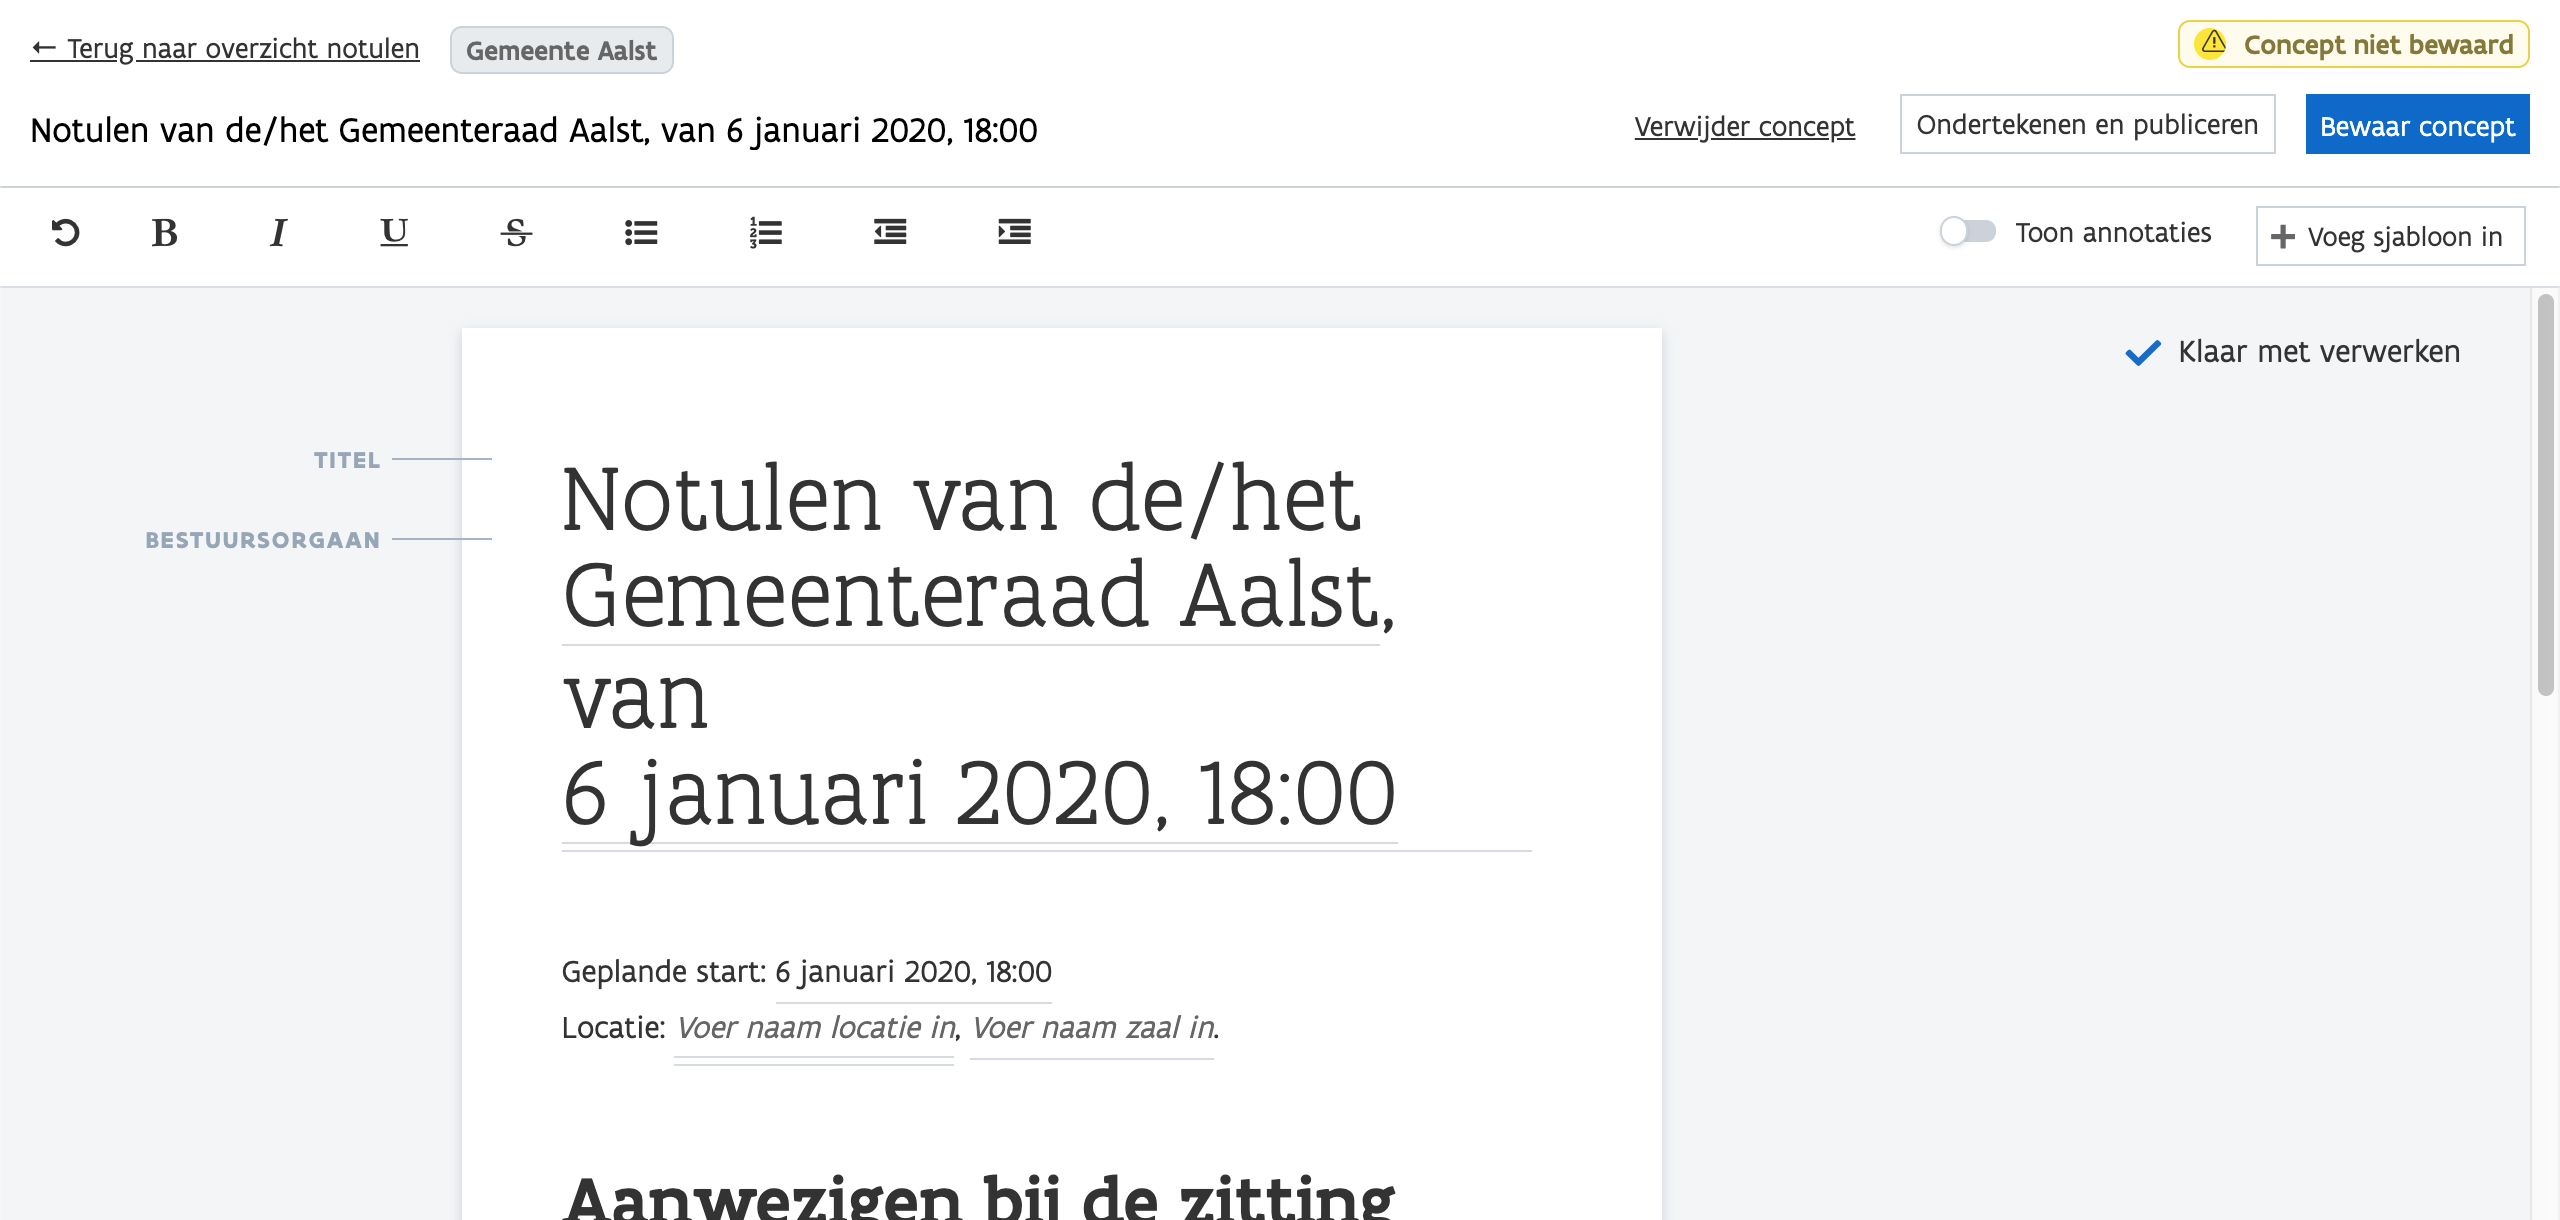 ← Terug naar overzicht notulen
Gemeente Aalst
Concept niet bewaard
Notulen van de/het Gemeenteraad Aalst, van 6 januari 2020, 18:00
Verwijder concept
Ondertekenen en publiceren
Bewaar concept
B I U S
Toon annotaties
Voeg sjabloon in
Klaar met verwerken
TITEL
BESTUURSORGAAN
Notulen van de/het
Gemeenteraad Aalst,
van
6 januari 2020, 18:00
Geplande start: 6 januari 2020, 18:00
Locatie: Voer naam locatie in, Voer naam zaal in.
Aanwezigen bij de zitting